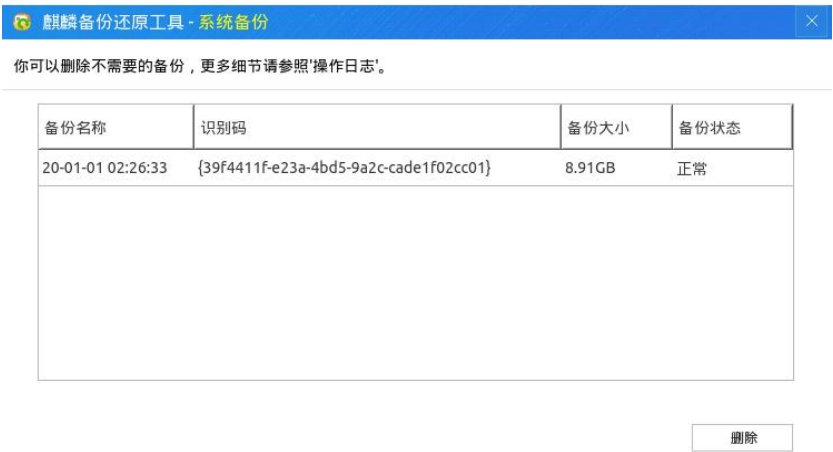 麒麟备份还原工具 - 系统备份
你可以删除不需要的备份，更多细节请参照'操作日志'。
备份名称 识别码 备份大小 备份状态
20-01-01 02:26:33 {39f4411f-e23a-4bd5-9a2c-cade1f02cc01} 8.91GB 正常
删除